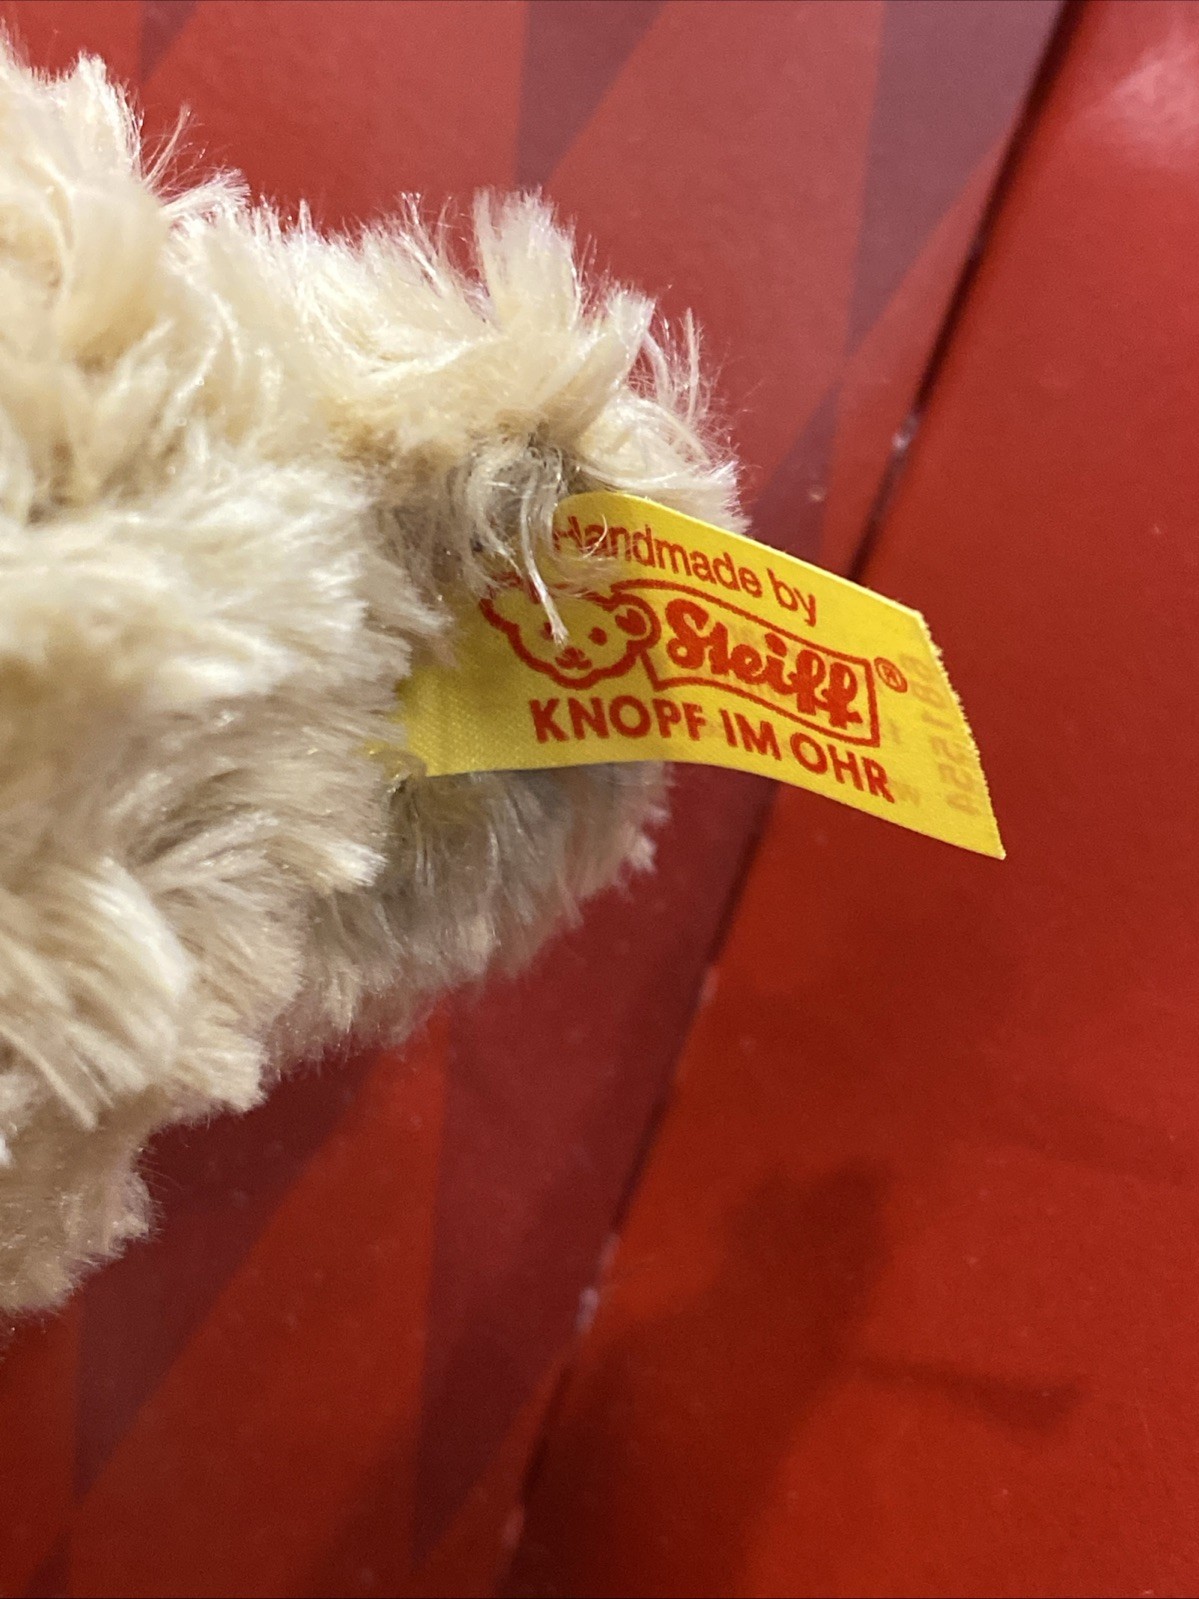 Handmade by
Steiff®
KNOPF IM OHR